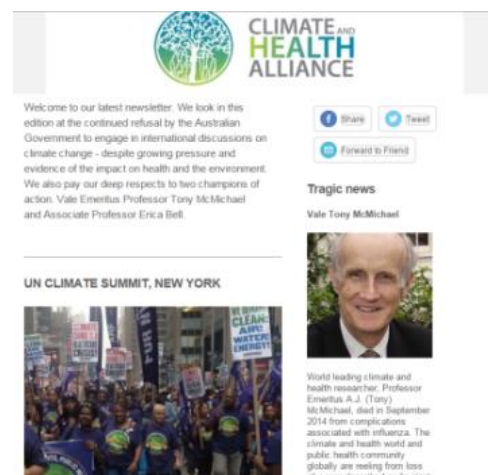 CLIMATE AND
HEALTH
ALLIANCE
Welcome to our latest newsletter. We look in this
edition at the continued refusal by the Australian
Government to engage in international discussions on
climate change - despite growing pressure and
evidence of the impact on health and the environment.
We also pay our deep respects to two champions of
action. Vale Emeritus Professor Tony McMichael
and Associate Professor Erica Bell.
UN CLIMATE SUMMIT, NEW YORK
CLEAN
AIR
WATER
ENERGY!
Share
Tweet
Forward to Friend
Tragic news
Vale Tony McMichael
World leading climate and
health researcher, Professor
Emeritus A.J. (Tony)
McMichael, died in September
2014 from complications
associated with influenza. The
climate and health world and
public health community
globally are reeling from loss